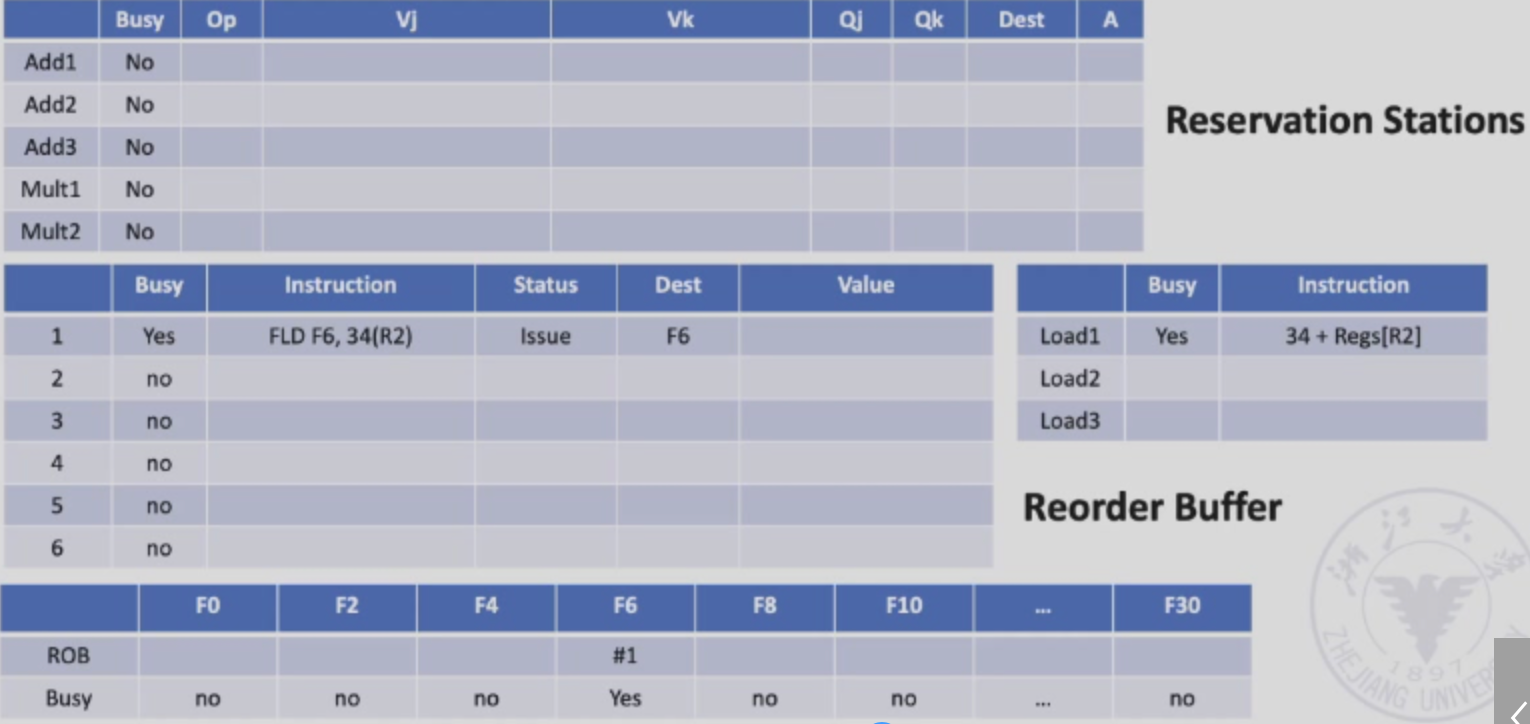 Busy Op Vj Vk Qj Qk Dest A
Add1 No
Add2 No
Add3 No
Mult1 No
Mult2 No
Reservation Stations
Busy Instruction Status Dest Value
1 Yes FLD F6, 34(R2) Issue F6
2 no
3 no
4 no
5 no
6 no
Busy Instruction
Load1 Yes 34 + Regs[R2]
Load2
Load3
Reorder Buffer
F0 F2 F4 F6 F8 F10 ... F30
ROB #1
Busy no no no Yes no no ... no
1897
ZHEJIANG